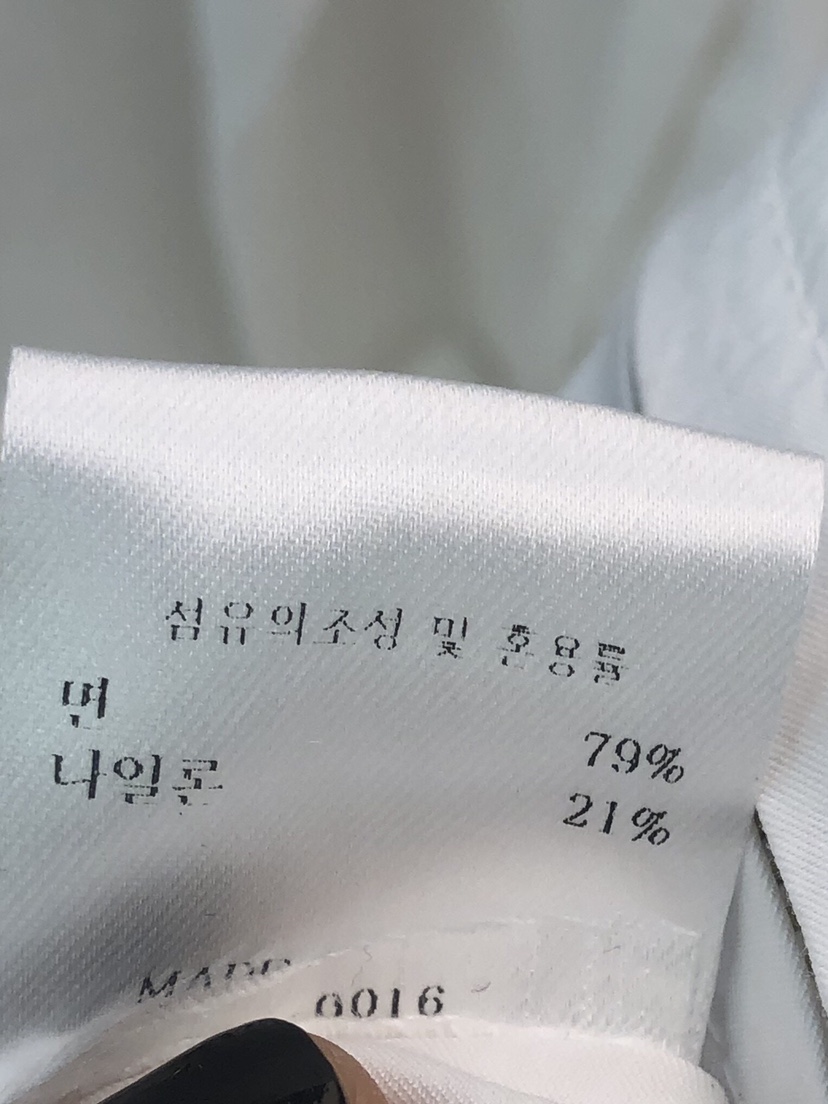 섬유의조성 및 혼용률
면 79%
나일론 21%
0016